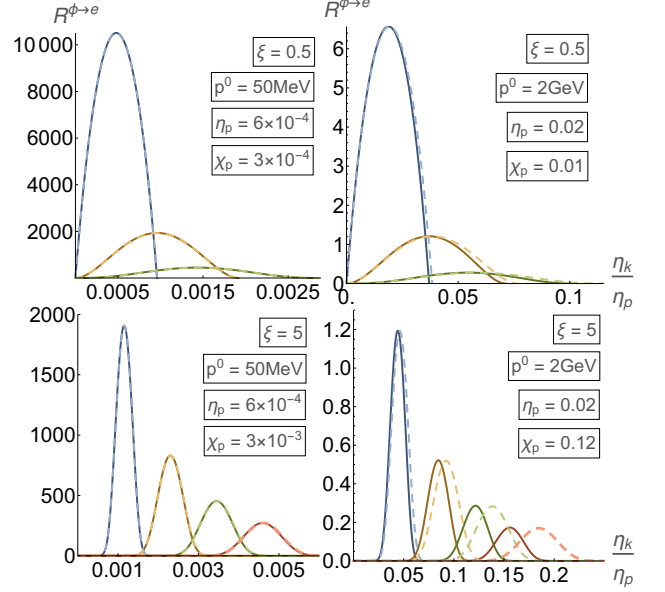 R^{ϕ→e}
10 000
8000
6000
4000
2000
0.0005
0.0015
0.0025
ξ = 0.5
p⁰ = 50MeV
η_p = 6×10⁻⁴
χ_p = 3×10⁻⁴
R^{ϕ→e}
6
5
4
3
2
1
0
0.
0.05
0.1
ξ = 0.5
p⁰ = 2GeV
η_p = 0.02
χ_p = 0.01
η_k
η_p
2000
1500
1000
500
0
0.001
0.003
0.005
ξ = 5
p⁰ = 50MeV
η_p = 6×10⁻⁴
χ_p = 3×10⁻³
1.2
1.0
0.8
0.6
0.4
0.2
0.0
0.05
0.1
0.15
0.2
ξ = 5
p⁰ = 2GeV
η_p = 0.02
χ_p = 0.12
η_k
η_p